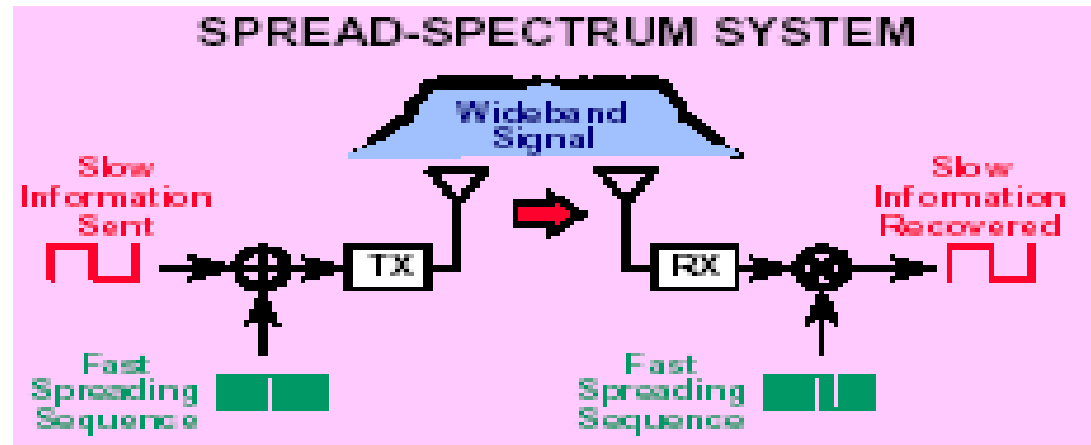 SPREAD-SPECTRUM SYSTEM
Wideband
Signal
Slow
Information
Sent
TX
RX
Slow
Information
Recovered
Fast
Spreading
Sequence
Fast
Spreading
Sequence